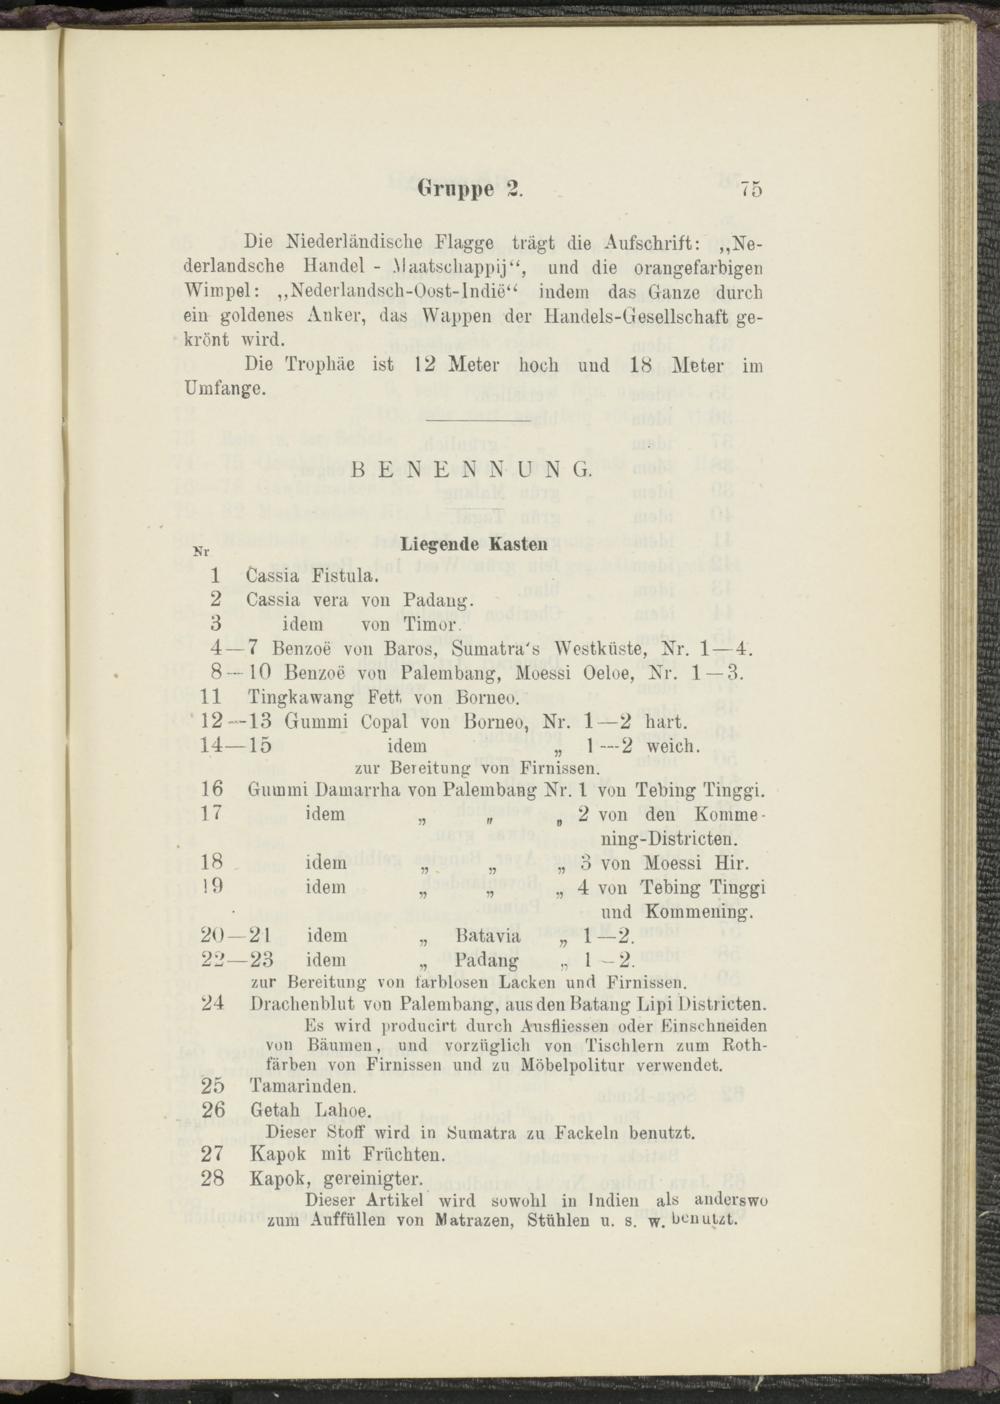 Gruppe 2. 75
Die Niederländische Flagge trägt die Aufschrift: ,,Ne-
derlandsche Handel - Maatschappij“, und die orangefarbigen
Wimpel: ,,Nederlandsch-Oost-Indië“ indem das Ganze durch
ein goldenes Anker, das Wappen der Handels-Gesellschaft ge-
krönt wird.
Die Trophäe ist 12 Meter hoch und 18 Meter im
Umfange.
BENENNUNG.
Liegende Kasten
Nr
1 Cassia Fistula.
2 Cassia vera von Padang.
3 idem von Timor.
4—7 Benzoë von Baros, Sumatra's Westküste, Nr. 1—4.
8—10 Benzoë von Palembang, Moessi Oeloe, Nr. 1—3.
11 Tingkawang Fett von Borneo.
12—13 Gummi Copal von Borneo, Nr. 1—2 hart.
14—15 idem „ 1—2 weich.
zur Bereitung von Firnissen.
16 Gummi Damarrha von Palembang Nr. 1 von Tebing Tinggi.
17 idem „ „ „ 2 von den Komme-
ning-Districten.
18 idem „ „ „ 3 von Moessi Hir.
19 idem „ „ „ 4 von Tebing Tinggi
und Kommening.
20—21 idem „ Batavia „ 1—2.
22—23 idem „ Padang „ 1—2.
zur Bereitung von farblosen Lacken und Firnissen.
24 Drachenblut von Palembang, aus den Batang Lipi Districten.
Es wird producirt durch Ausfliessen oder Einschneiden
von Bäumen, und vorzüglich von Tischlern zum Roth-
färben von Firnissen und zu Möbelpolitur verwendet.
25 Tamarinden.
26 Getah Lahoe.
Dieser Stoff wird in Sumatra zu Fackeln benutzt.
27 Kapok mit Früchten.
28 Kapok, gereinigter.
Dieser Artikel wird sowohl in Indien als anderswo
zum Auffüllen von Matrazen, Stühlen u. s. w. benutzt.